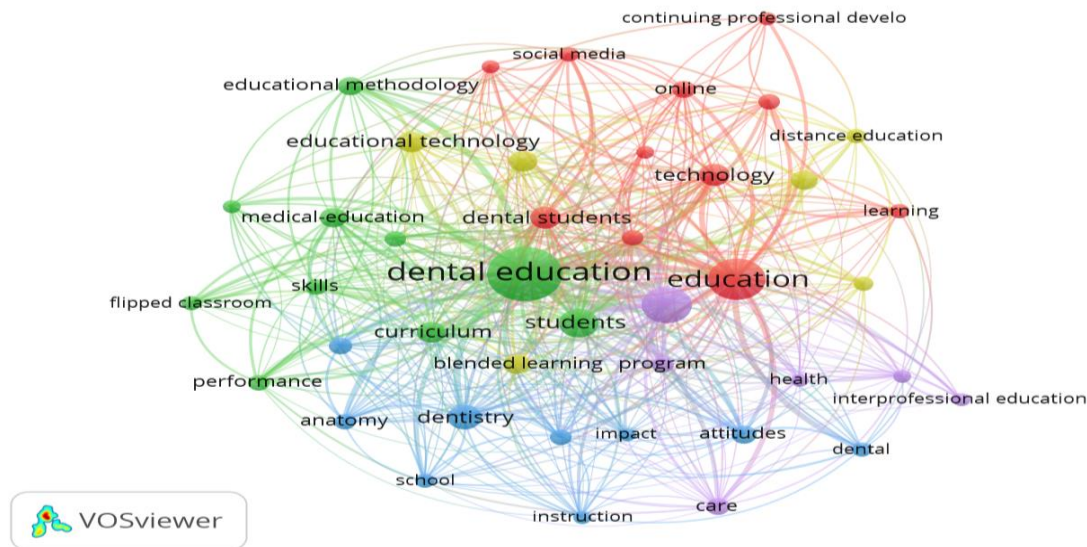 continuing professional develo
social media
educational methodology
online
educational technology
distance education
technology
medical-education
dental students
learning
dental education
education
skills
flipped classroom
students
curriculum
blended learning
program
performance
health
interprofessional education
anatomy
dentistry
impact
attitudes
dental
school
care
instruction
VOSviewer